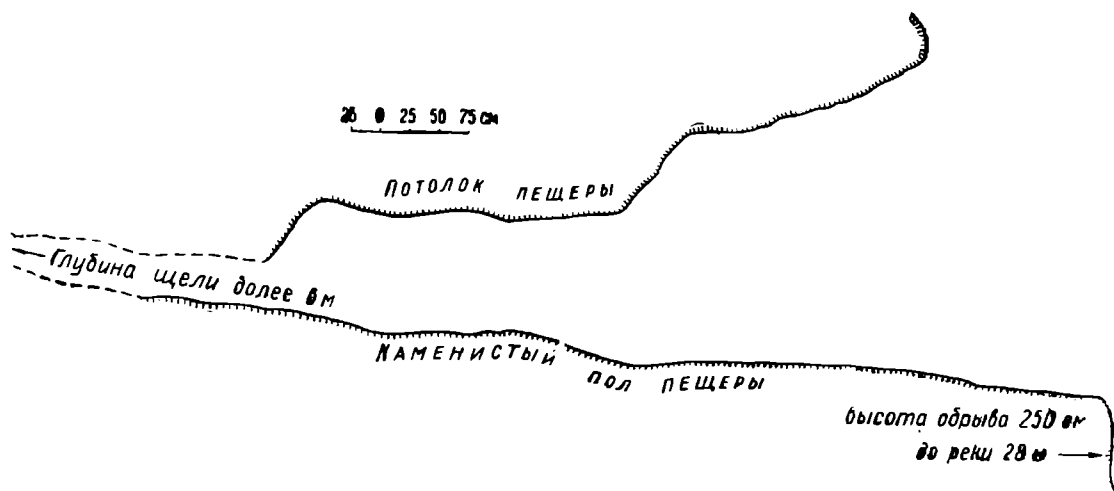 25 0 25 50 75 см
ПОТОЛОК ПЕЩЕРЫ
Глубина щели более 6 м
КАМЕНИСТЫЙ
ПОЛ ПЕЩЕРЫ
высота обрыва 250 см
до реки 28 м